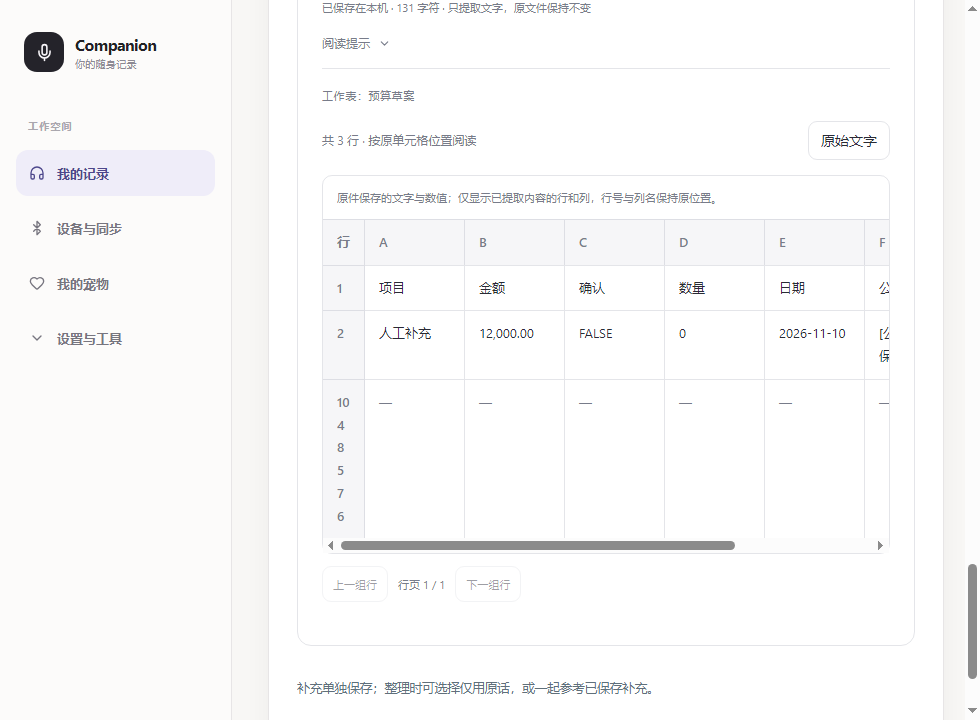 Companion
你的随身记录
工作空间
我的记录
设备与同步
我的宠物
设置与工具
已保存在本机 · 131 字符 · 只提取文字，原文件保持不变
阅读提示
工作表：预算草案
共 3 行 · 按原单元格位置阅读
原始文字
原件保存的文字与数值；仅显示已提取内容的行和列，行号与列名保持原位置。
行 A B C D E F
1 项目 金额 确认 数量 日期
2 人工补充 12,000.00 FALSE 0 2026-11-10
保
10 — — — — — —
4
8
5
7
6
上一组行 行页 1 / 1 下一组行
补充单独保存；整理时可选择仅用原话，或一起参考已保存补充。